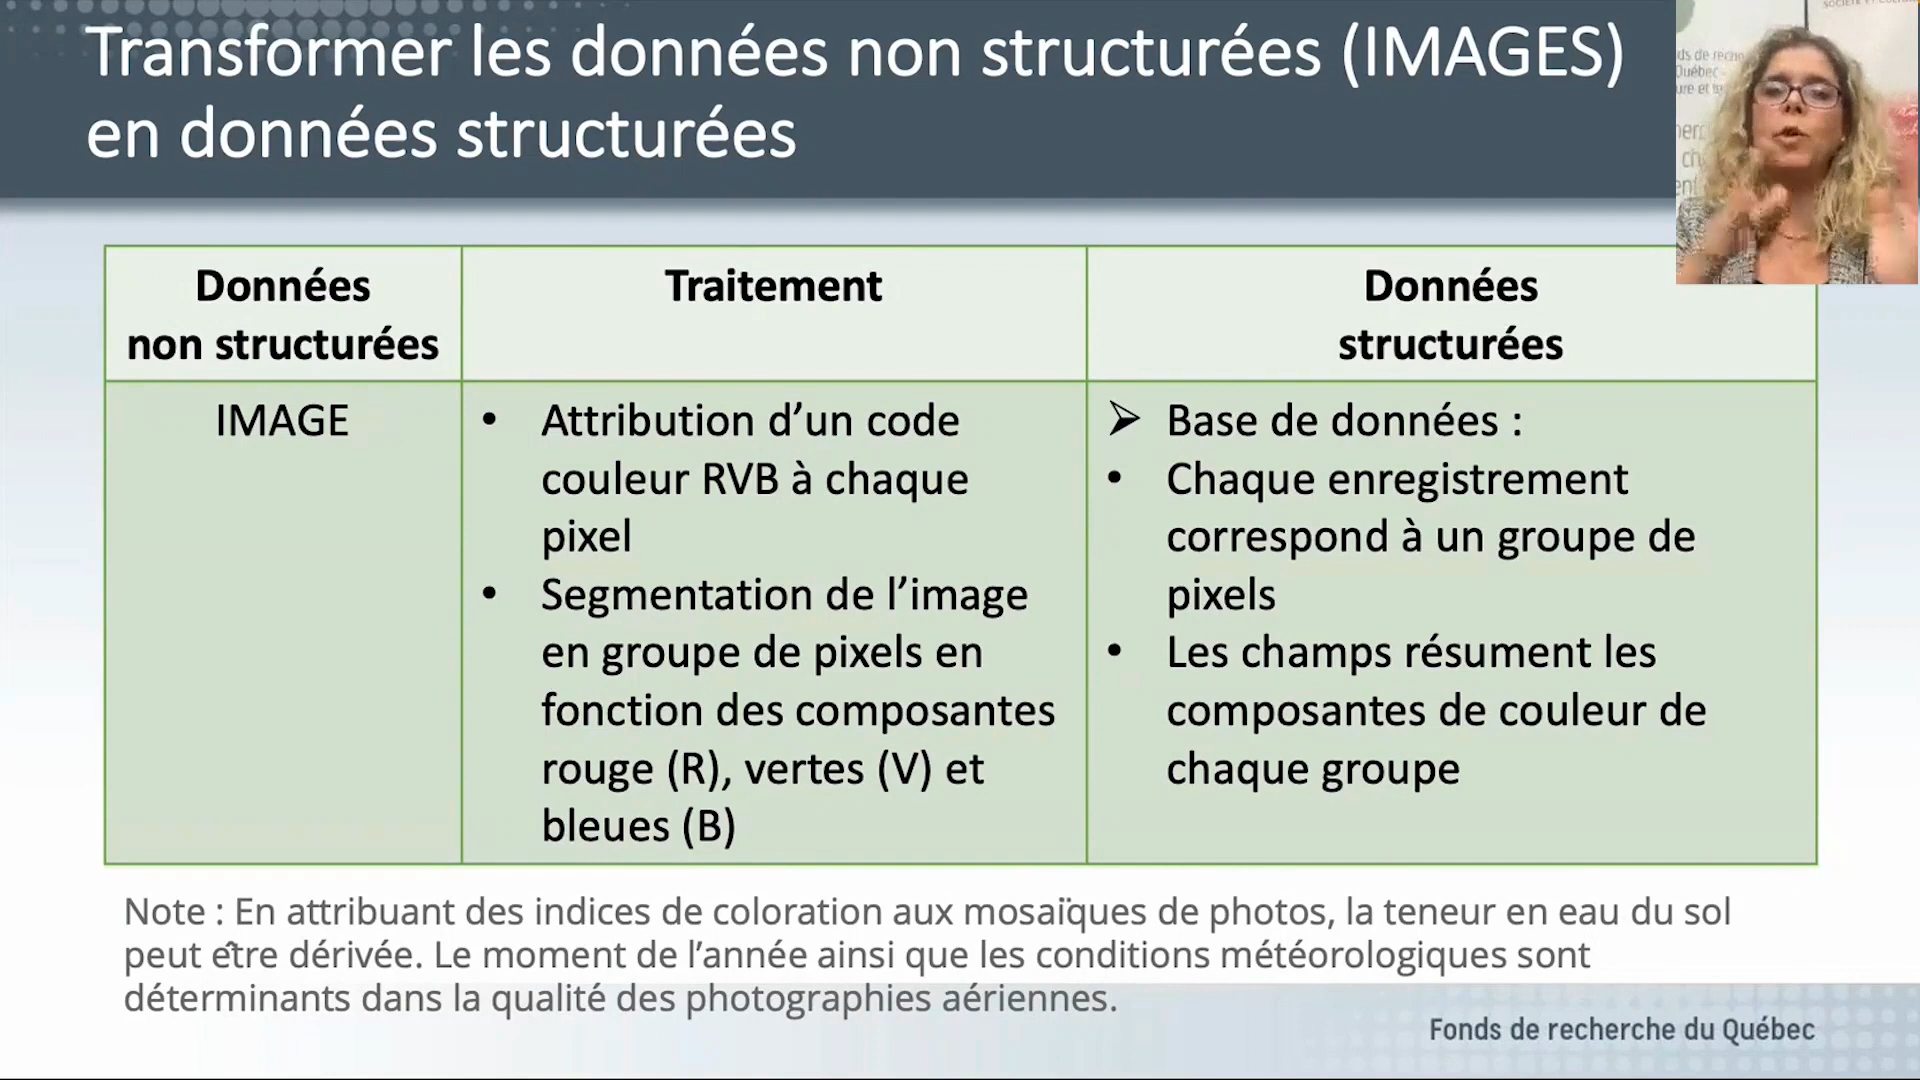 Transformer les données non structurées (IMAGES)
en données structurées
Données
non structurées
Traitement
Données
structurées
IMAGE
• Attribution d’un code
couleur RVB à chaque
pixel
• Segmentation de l’image
en groupe de pixels en
fonction des composantes
rouge (R), vertes (V) et
bleues (B)
➢ Base de données :
• Chaque enregistrement
correspond à un groupe de
pixels
• Les champs résument les
composantes de couleur de
chaque groupe
Note : En attribuant des indices de coloration aux mosaïques de photos, la teneur en eau du sol
peut être dérivée. Le moment de l’année ainsi que les conditions météorologiques sont
déterminants dans la qualité des photographies aériennes.
Fonds de recherche du Québec
Québec